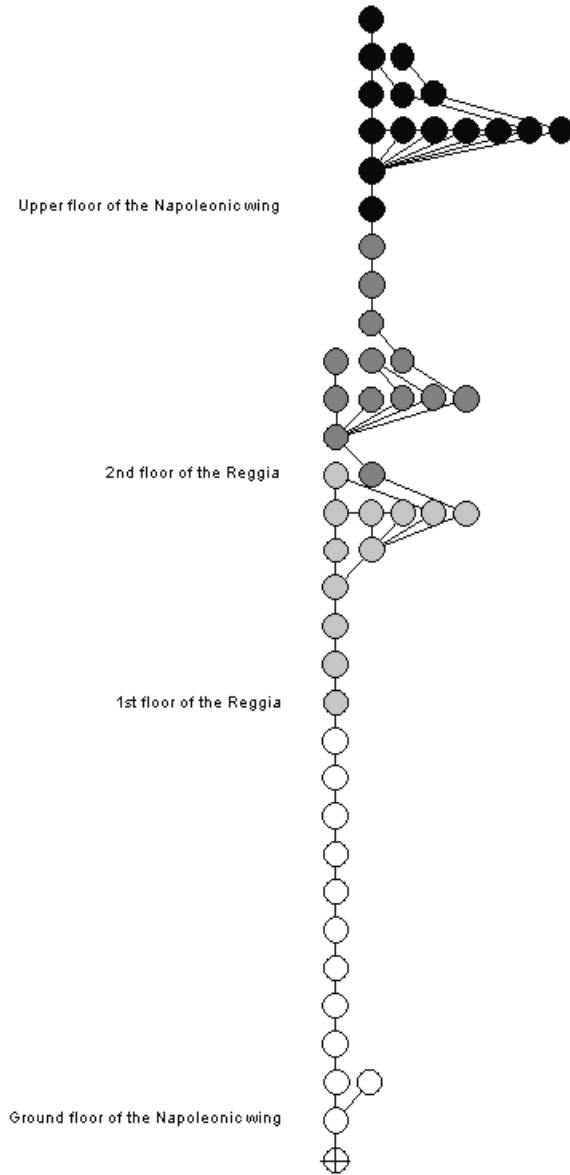 Upper floor of the Napoleonic wing
2nd floor of the Reggia
1st floor of the Reggia
Ground floor of the Napoleonic wing